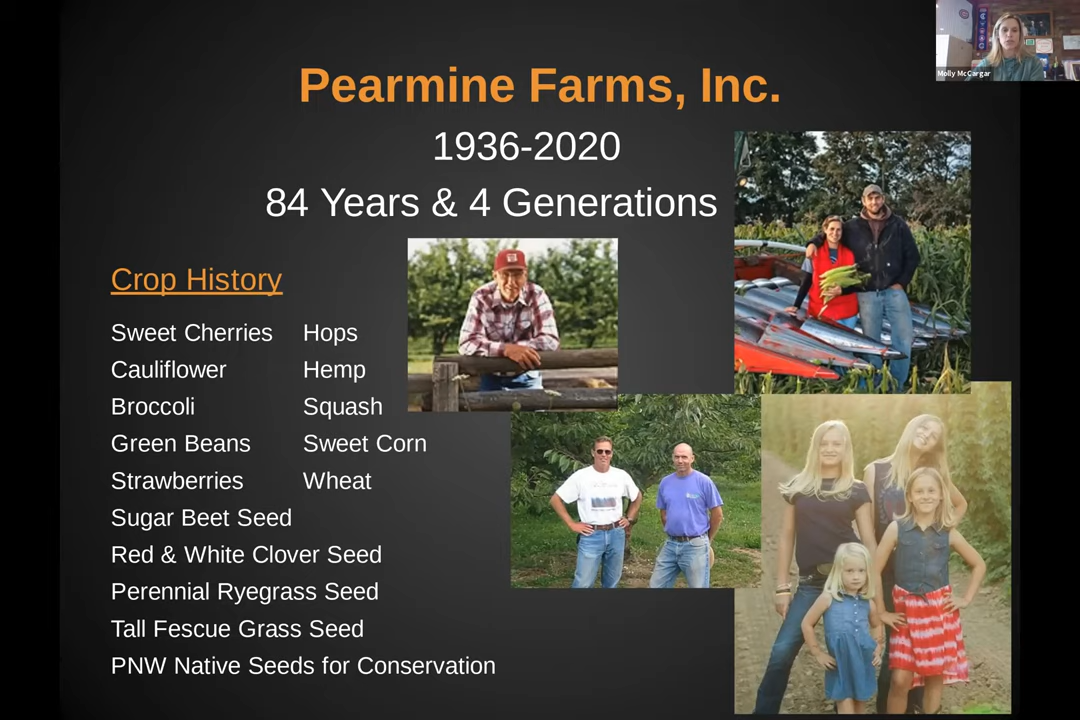 Pearmine Farms, Inc.
1936-2020
84 Years & 4 Generations
Crop History
Sweet Cherries
Cauliflower
Broccoli
Green Beans
Strawberries
Sugar Beet Seed
Red & White Clover Seed
Perennial Ryegrass Seed
Tall Fescue Grass Seed
PNW Native Seeds for Conservation
Hops
Hemp
Squash
Sweet Corn
Wheat
Molly McCargar